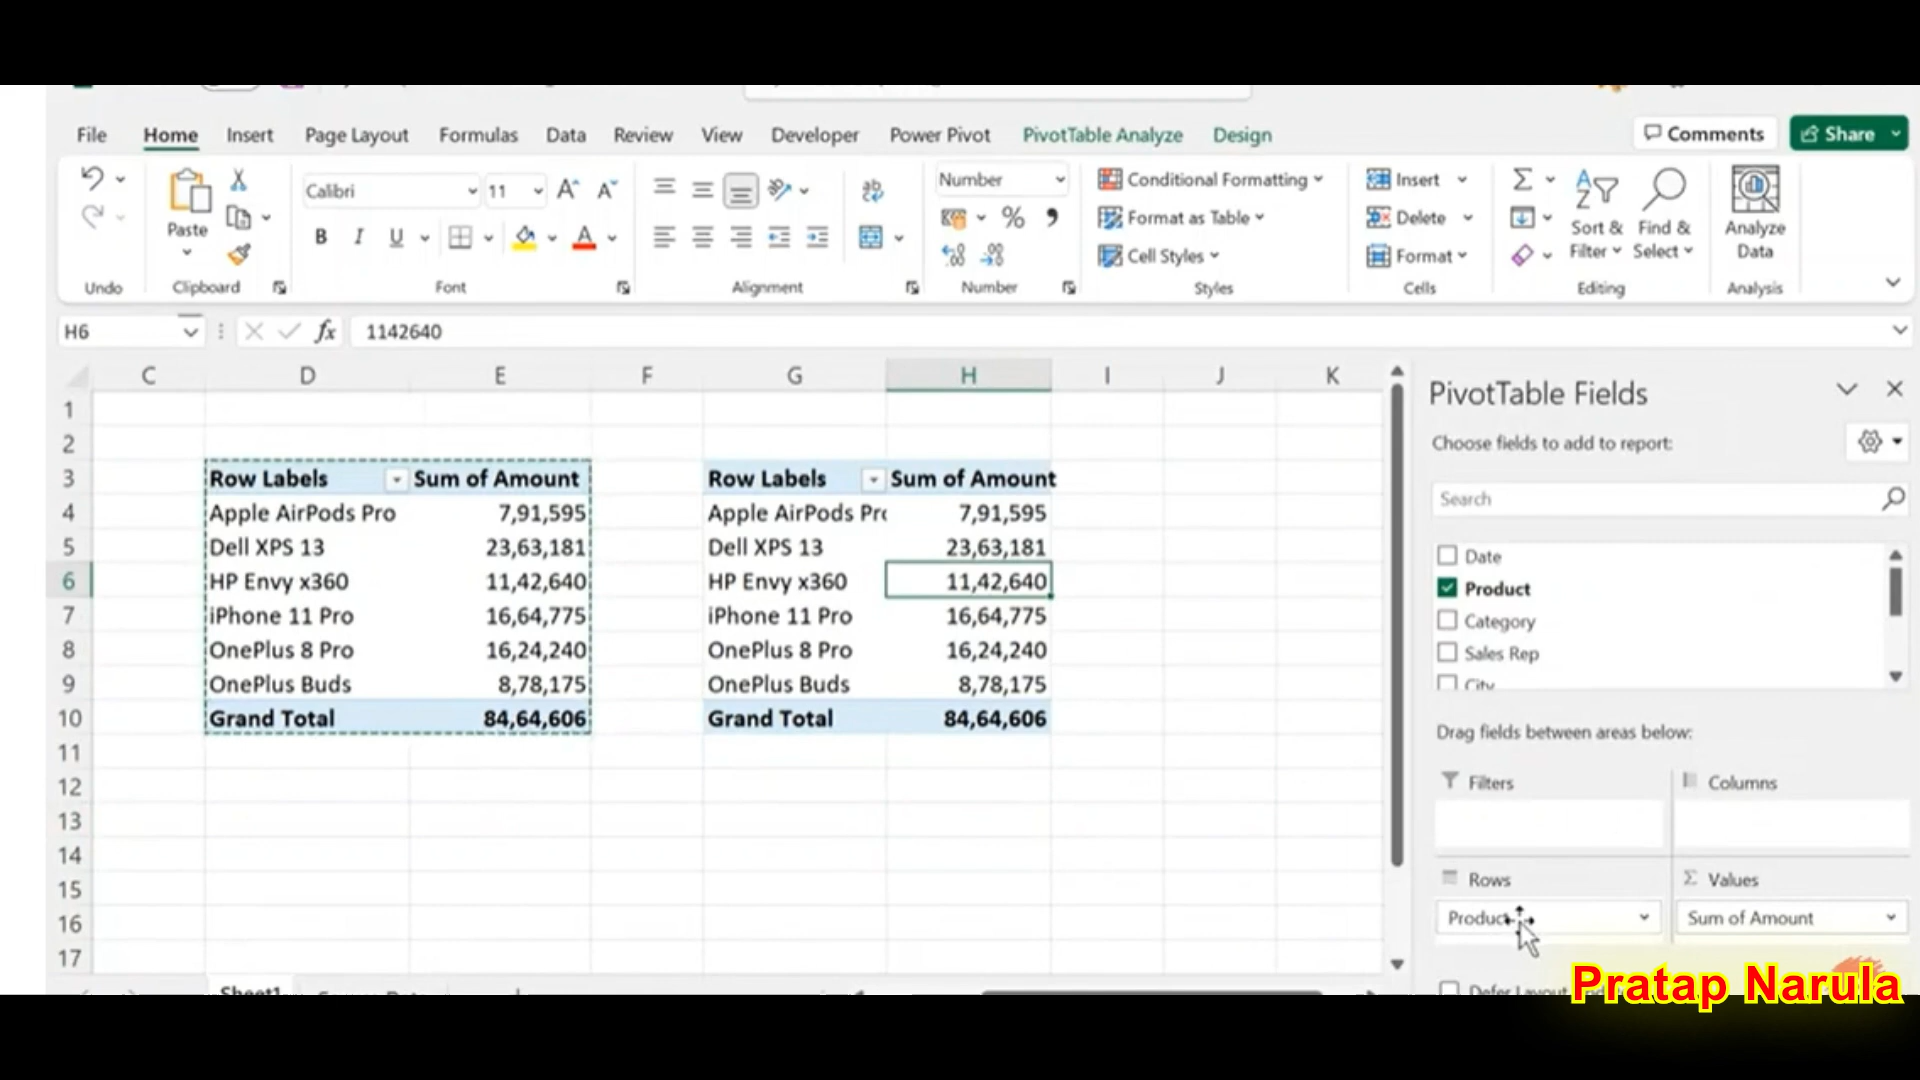 File Home Insert Page Layout Formulas Data Review View Developer Power Pivot PivotTable Analyze Design Comments Share
Calibri 11 Number Conditional Formatting Insert
Paste % Format as Table Delete Sort & Find & Analyze
B I U A Cell Styles Format Filter Select Data
Undo Clipboard Font Alignment Number Styles Cells Editing Analysis
H6 fx 1142640
C D E F G H I J K
1
2
3 Row Labels Sum of Amount Row Labels Sum of Amount
4 Apple AirPods Pro 7,91,595 Apple AirPods Pro 7,91,595
5 Dell XPS 13 23,63,181 Dell XPS 13 23,63,181
6 HP Envy x360 11,42,640 HP Envy x360 11,42,640
7 iPhone 11 Pro 16,64,775 iPhone 11 Pro 16,64,775
8 OnePlus 8 Pro 16,24,240 OnePlus 8 Pro 16,24,240
9 OnePlus Buds 8,78,175 OnePlus Buds 8,78,175
10 Grand Total 84,64,606 Grand Total 84,64,606
11
12
13
14
15
16
17
Sheet1
PivotTable Fields
Choose fields to add to report:
Search
Date
Product
Category
Sales Rep
City
Drag fields between areas below:
Filters Columns
Rows Values
Product Sum of Amount
Defer Layout
Pratap Narula